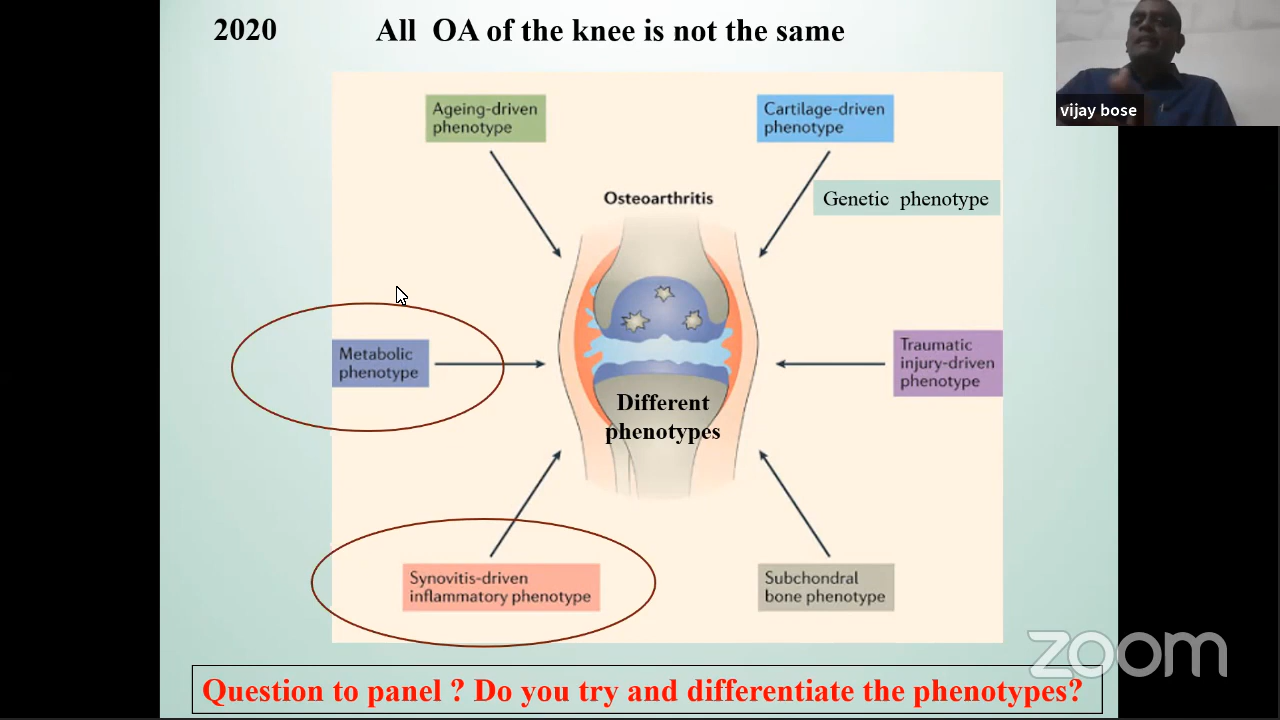 2020
All OA of the knee is not the same
vijay bose
Ageing-driven
phenotype
Cartilage-driven
phenotype
Genetic phenotype
Osteoarthritis
Metabolic
phenotype
Traumatic
injury-driven
phenotype
Different
phenotypes
Synovitis-driven
inflammatory phenotype
Subchondral
bone phenotype
zoom
Question to panel ? Do you try and differentiate the phenotypes?